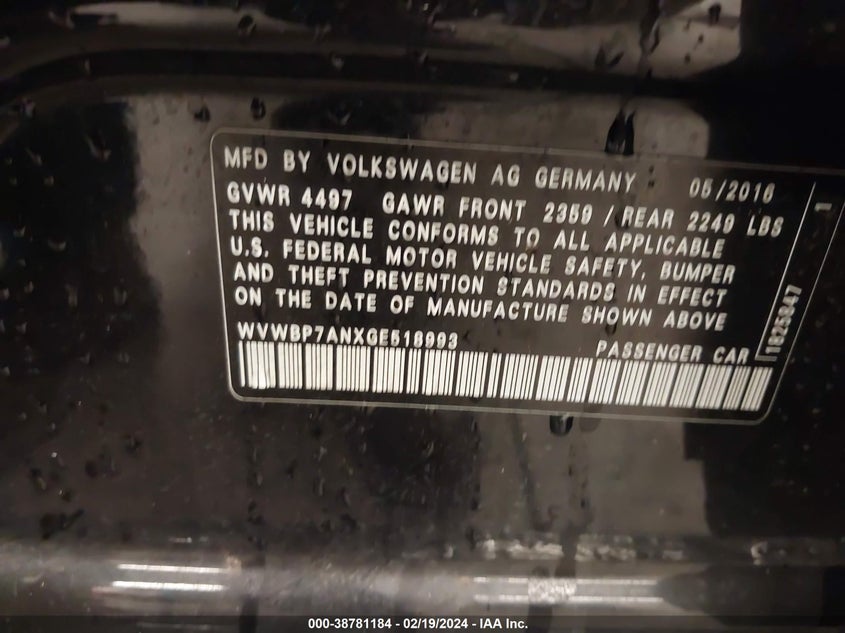 MFD BY VOLKSWAGEN AG GERMANY 05/2016
GVWR 4497 GAWR FRONT 2359 / REAR 2249 LBS
THIS VEHICLE CONFORMS TO ALL APPLICABLE
U.S. FEDERAL MOTOR VEHICLE SAFETY, BUMPER
AND THEFT PREVENTION STANDARDS IN EFFECT
ON THE DATE OF MANUFACTURE SHOWN ABOVE
WVWBP7ANXGE518993 PASSENGER CAR
1825847 1
000-38781184 / 02/19/2024 - IAA Inc.